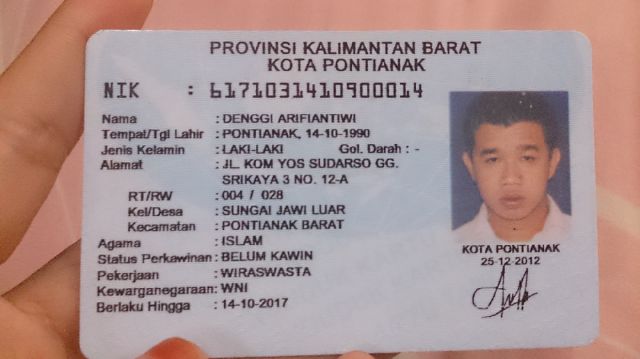 PROVINSI KALIMANTAN BARAT
KOTA PONTIANAK
NIK : 6171031410900014
Nama : DENGGI ARIFIANTIWI
Tempat/Tgl Lahir : PONTIANAK, 14-10-1990
Jenis Kelamin : LAKI-LAKI Gol. Darah : -
Alamat : JL. KOM YOS SUDARSO GG.
SRIKAYA 3 NO. 12-A
RT/RW : 004 / 028
Kel/Desa : SUNGAI JAWI LUAR
Kecamatan : PONTIANAK BARAT
Agama : ISLAM
Status Perkawinan : BELUM KAWIN
Pekerjaan : WIRASWASTA
Kewarganegaraan : WNI
Berlaku Hingga : 14-10-2017
KOTA PONTIANAK
25-12-2012